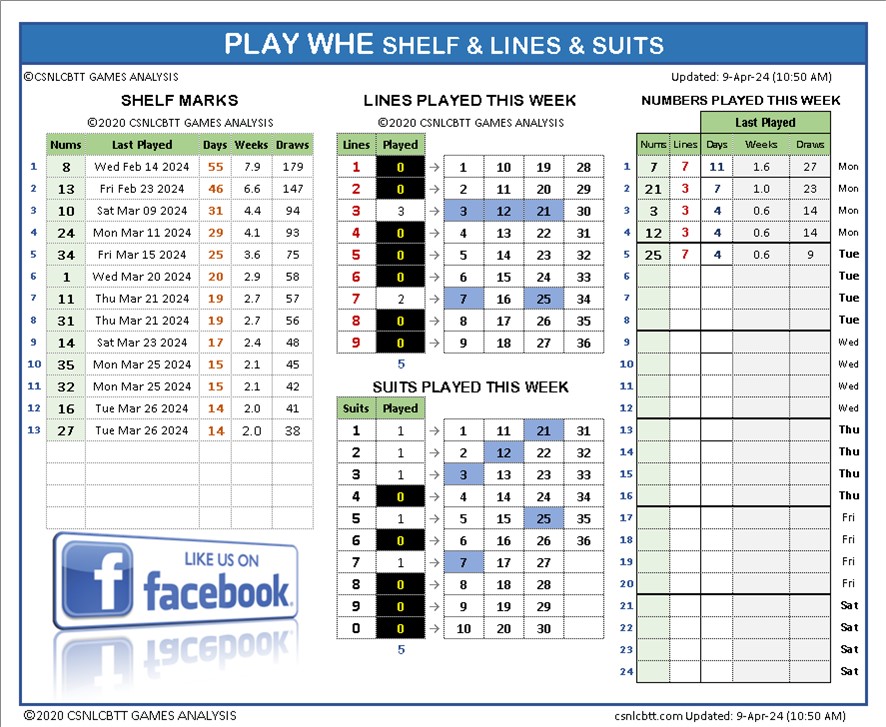 PLAY WHE SHELF & LINES & SUITS
©CSNLCBTT GAMES ANALYSIS
Updated: 9-Apr-24 (10:50 AM)
SHELF MARKS
©2020 CSNLCBTT GAMES ANALYSIS
Nums Last Played Days Weeks Draws
1 8 Wed Feb 14 2024 55 7.9 179
2 13 Fri Feb 23 2024 46 6.6 147
3 10 Sat Mar 09 2024 31 4.4 94
4 24 Mon Mar 11 2024 29 4.1 93
5 34 Fri Mar 15 2024 25 3.6 75
6 1 Wed Mar 20 2024 20 2.9 58
7 11 Thu Mar 21 2024 19 2.7 57
8 31 Thu Mar 21 2024 19 2.7 56
9 14 Sat Mar 23 2024 17 2.4 48
10 35 Mon Mar 25 2024 15 2.1 45
11 32 Mon Mar 25 2024 15 2.1 42
12 16 Tue Mar 26 2024 14 2.0 41
13 27 Tue Mar 26 2024 14 2.0 38
LIKE US ON
facebook
LINES PLAYED THIS WEEK
©2020 CSNLCBTT GAMES ANALYSIS
Lines Played
1 0 → 1 10 19 28
2 0 → 2 11 20 29
3 3 → 3 12 21 30
4 0 → 4 13 22 31
5 0 → 5 14 23 32
6 0 → 6 15 24 33
7 2 → 7 16 25 34
8 0 → 8 17 26 35
9 0 → 9 18 27 36
5
SUITS PLAYED THIS WEEK
Suits Played
1 1 → 1 11 21 31
2 1 → 2 12 22 32
3 1 → 3 13 23 33
4 0 → 4 14 24 34
5 1 → 5 15 25 35
6 0 → 6 16 26 36
7 1 → 7 17 27
8 0 → 8 18 28
9 0 → 9 19 29
0 0 → 10 20 30
5
NUMBERS PLAYED THIS WEEK
Last Played
Nums Lines Days Weeks Draws
1 7 7 11 1.6 27 Mon
2 21 3 7 1.0 23 Mon
3 3 3 4 0.6 14 Mon
4 12 3 4 0.6 14 Mon
5 25 7 4 0.6 9 Tue
6 Tue
7 Tue
8 Tue
9 Wed
10 Wed
11 Wed
12 Wed
13 Thu
14 Thu
15 Thu
16 Thu
17 Fri
18 Fri
19 Fri
20 Fri
21 Sat
22 Sat
23 Sat
24 Sat
©2020 CSNLCBTT GAMES ANALYSIS
csnlcbtt.com Updated: 9-Apr-24 (10:50 AM)